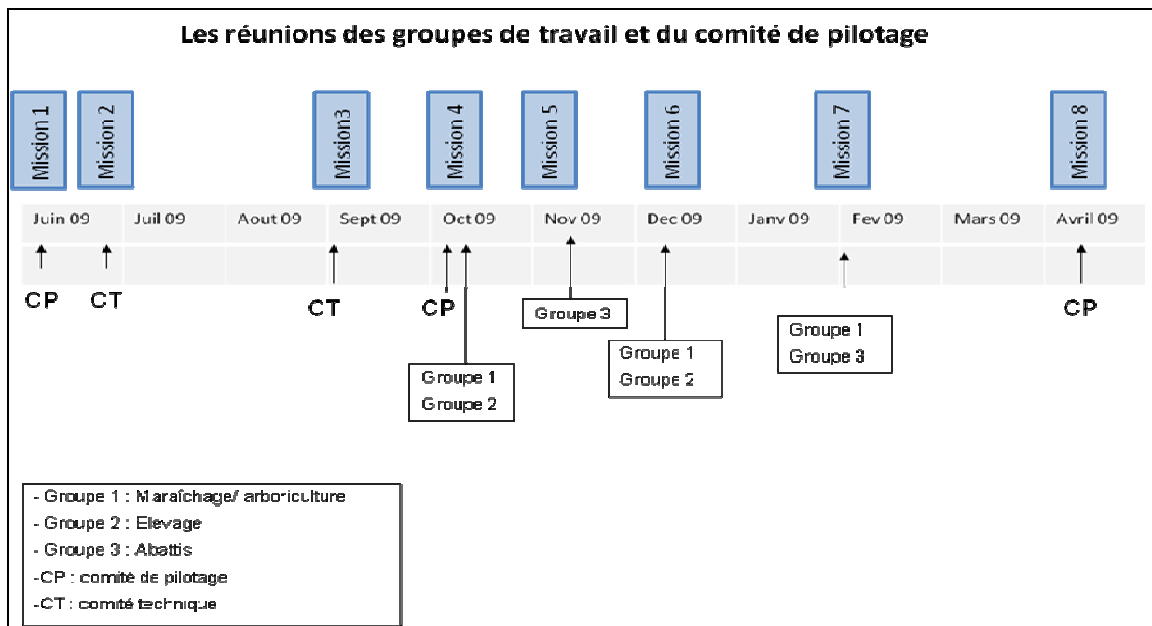 Les réunions des groupes de travail et du comité de pilotage
Mission 1
Mission 2
Mission3
Mission 4
Mission 5
Mission 6
Mission 7
Mission 8
Juin 09 Juil 09 Aout 09 Sept 09 Oct 09 Nov 09 Dec 09 Janv 09 Fev 09 Mars 09 Avril 09
CP CT CT CP CP
Groupe 3
Groupe 1
Groupe 2
Groupe 1
Groupe 2
Groupe 1
Groupe 3
- Groupe 1 : Maraîchage/ arboriculture
- Groupe 2 : Elevage
- Groupe 3 : Abattis
-CP : comité de pilotage
-CT : comité technique